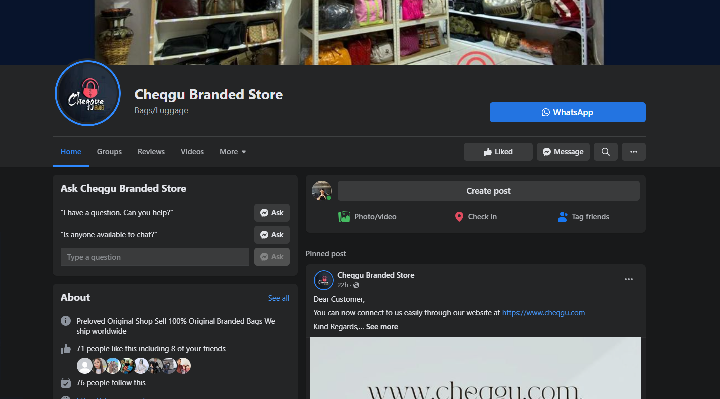 Cheqgu Branded Store
Bags/Luggage
WhatsApp
Home
Groups
Reviews
Videos
More
Liked
Message
Ask Cheqgu Branded Store
"I have a question. Can you help?"
Ask
"Is anyone available to chat?"
Ask
Type a question
Ask
About
See all
Preloved Original Shop Sell 100% Original Branded Bags We
ship worldwide
71 people like this including 8 of your friends
76 people follow this
Create post
Photo/video
Check in
Tag friends
Pinned post
Cheqgu Branded Store
22h ·
Dear Customer,
You can now connect to us easily through our website at https://www.cheqgu.com
Kind Regards,... See more
www.cheqgu.com